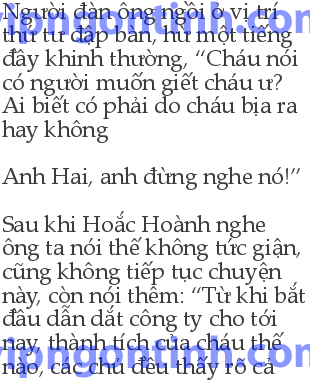 Người đàn ông ngồi ở vị trí
thứ tư đập bàn, hừ một tiếng
đầy khinh thường, “Cháu nói
có người muốn giết cháu ư?
Ai biết có phải do cháu bịa ra
hay không
Anh Hai, anh đừng nghe nó!”
Sau khi Hoắc Hoành nghe
ông ta nói thế không tức giận,
cũng không tiếp tục chuyện
này, còn nói thêm: “Từ khi bắt
đầu dẫn dắt công ty cho tới
nay, thành tích của cháu thế
nào, các chú đều thấy rõ cả
vipngontinh.com
vipngontinh.com